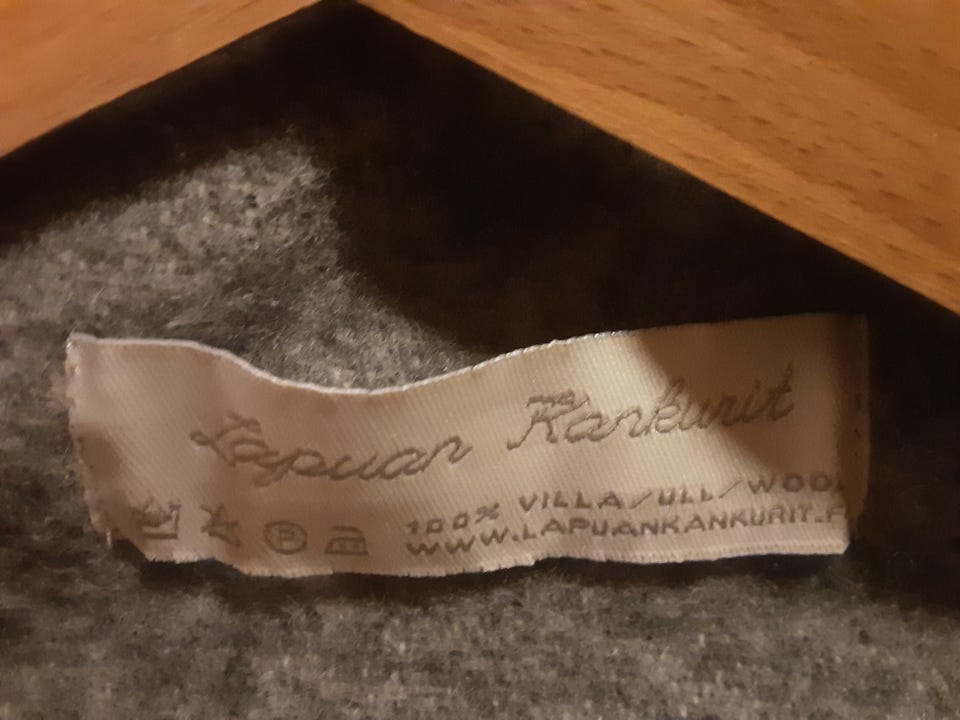 Lapuan Kankurit
P 100% VILLA/ULL/WOOL
WWW.LAPUANKANKURIT.F